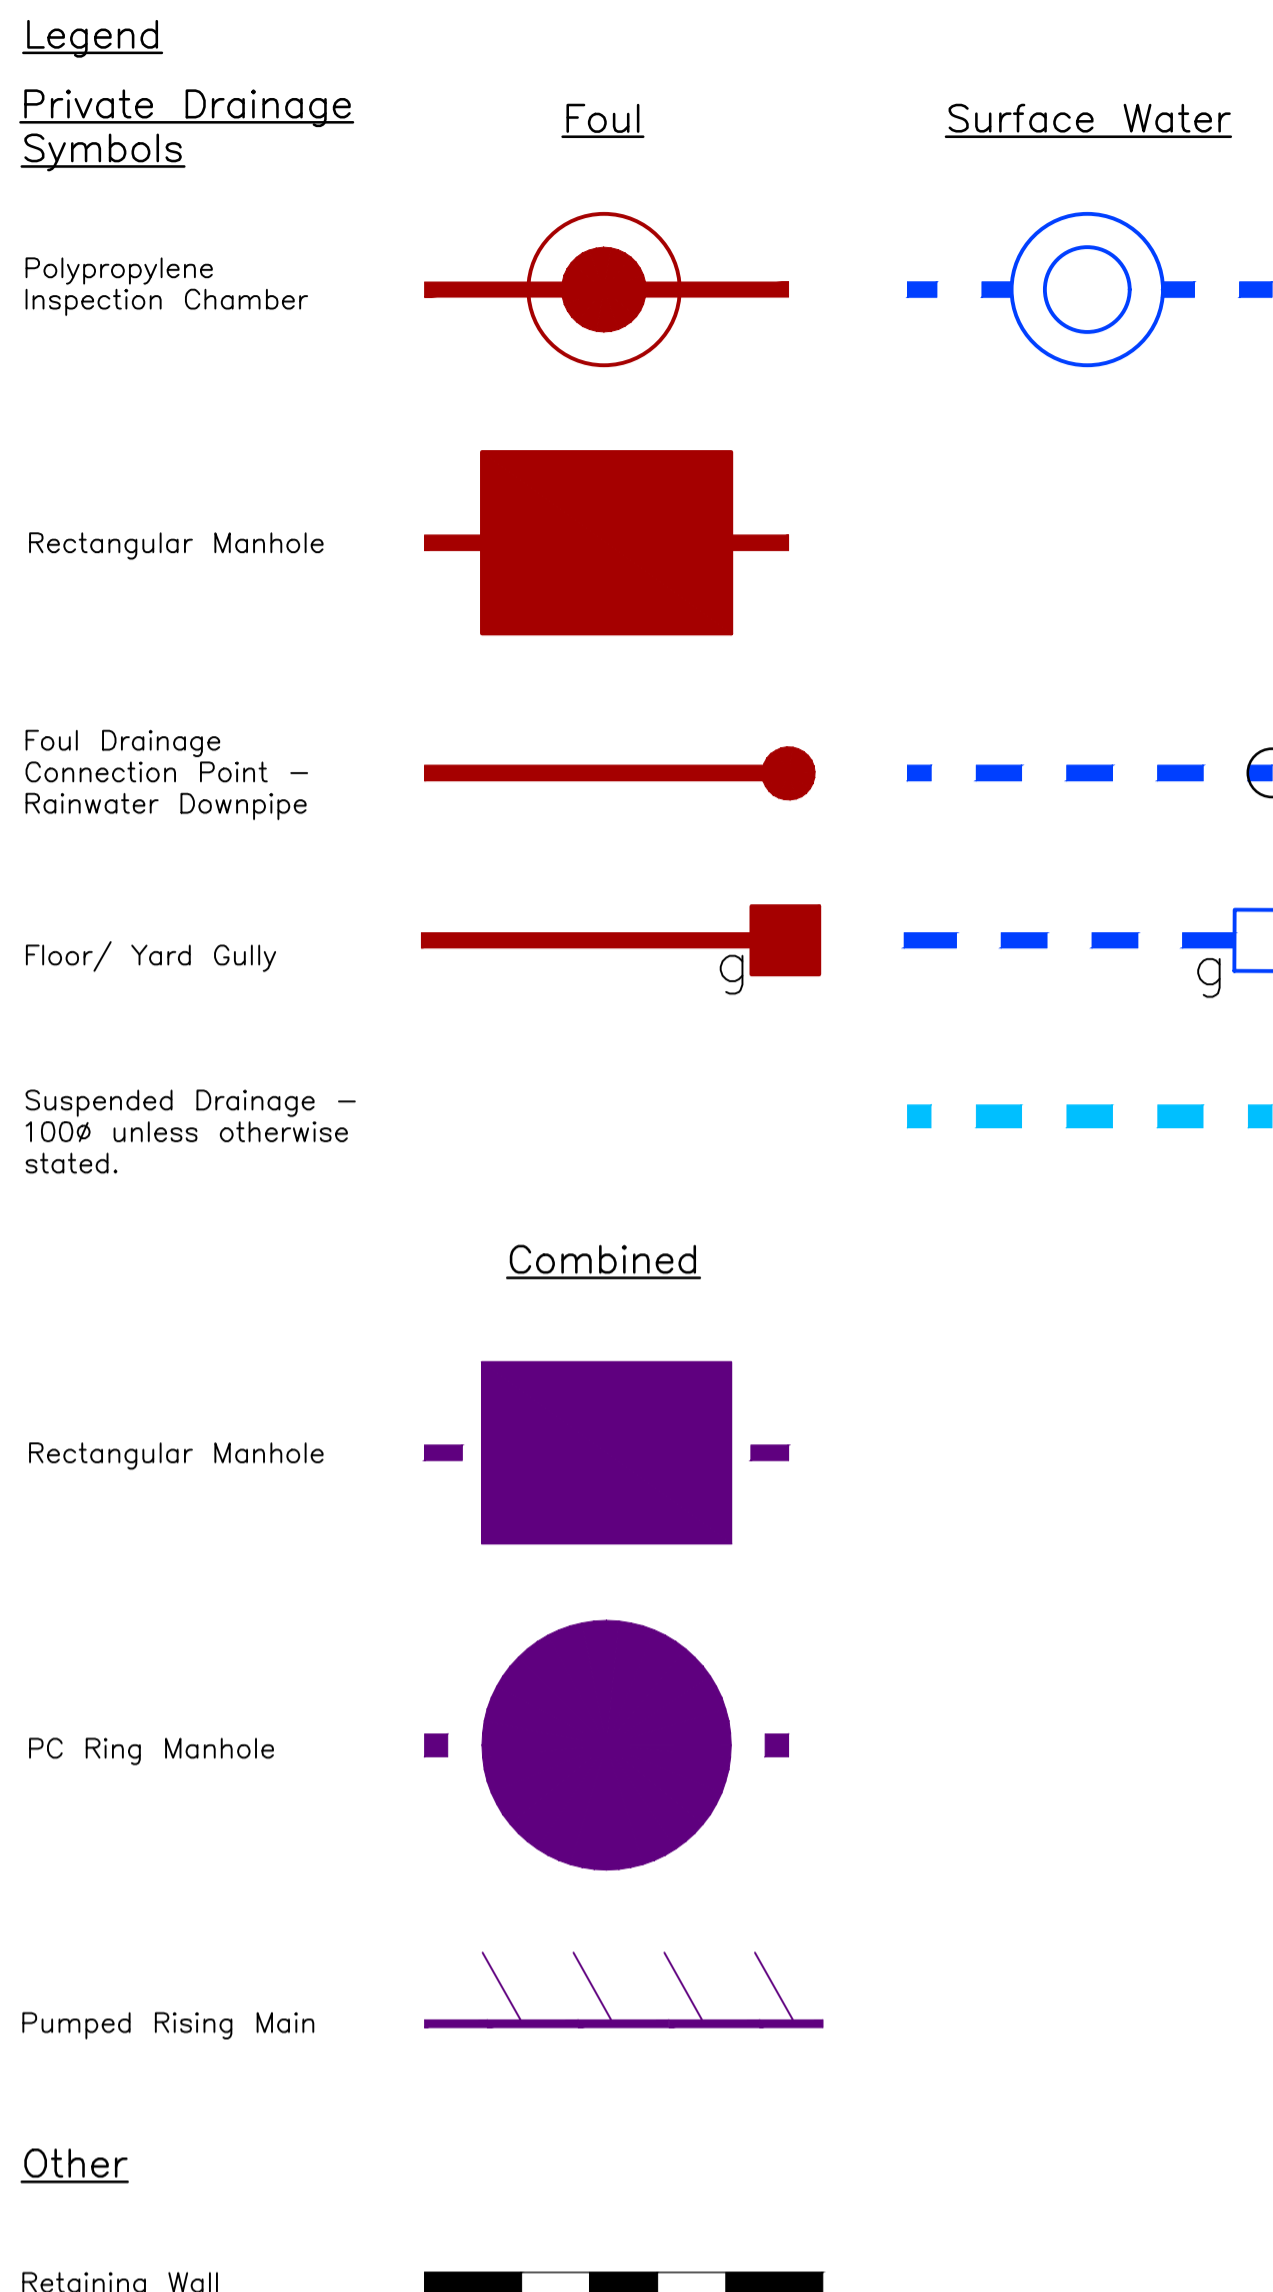 Legend
Private Drainage
Symbols
Foul
Surface Water
Polypropylene
Inspection Chamber
Rectangular Manhole
Foul Drainage
Connection Point –
Rainwater Downpipe
Floor/ Yard Gully
g
g
Suspended Drainage –
100ø unless otherwise
stated.
Combined
Rectangular Manhole
PC Ring Manhole
Pumped Rising Main
Other
Retaining Wall